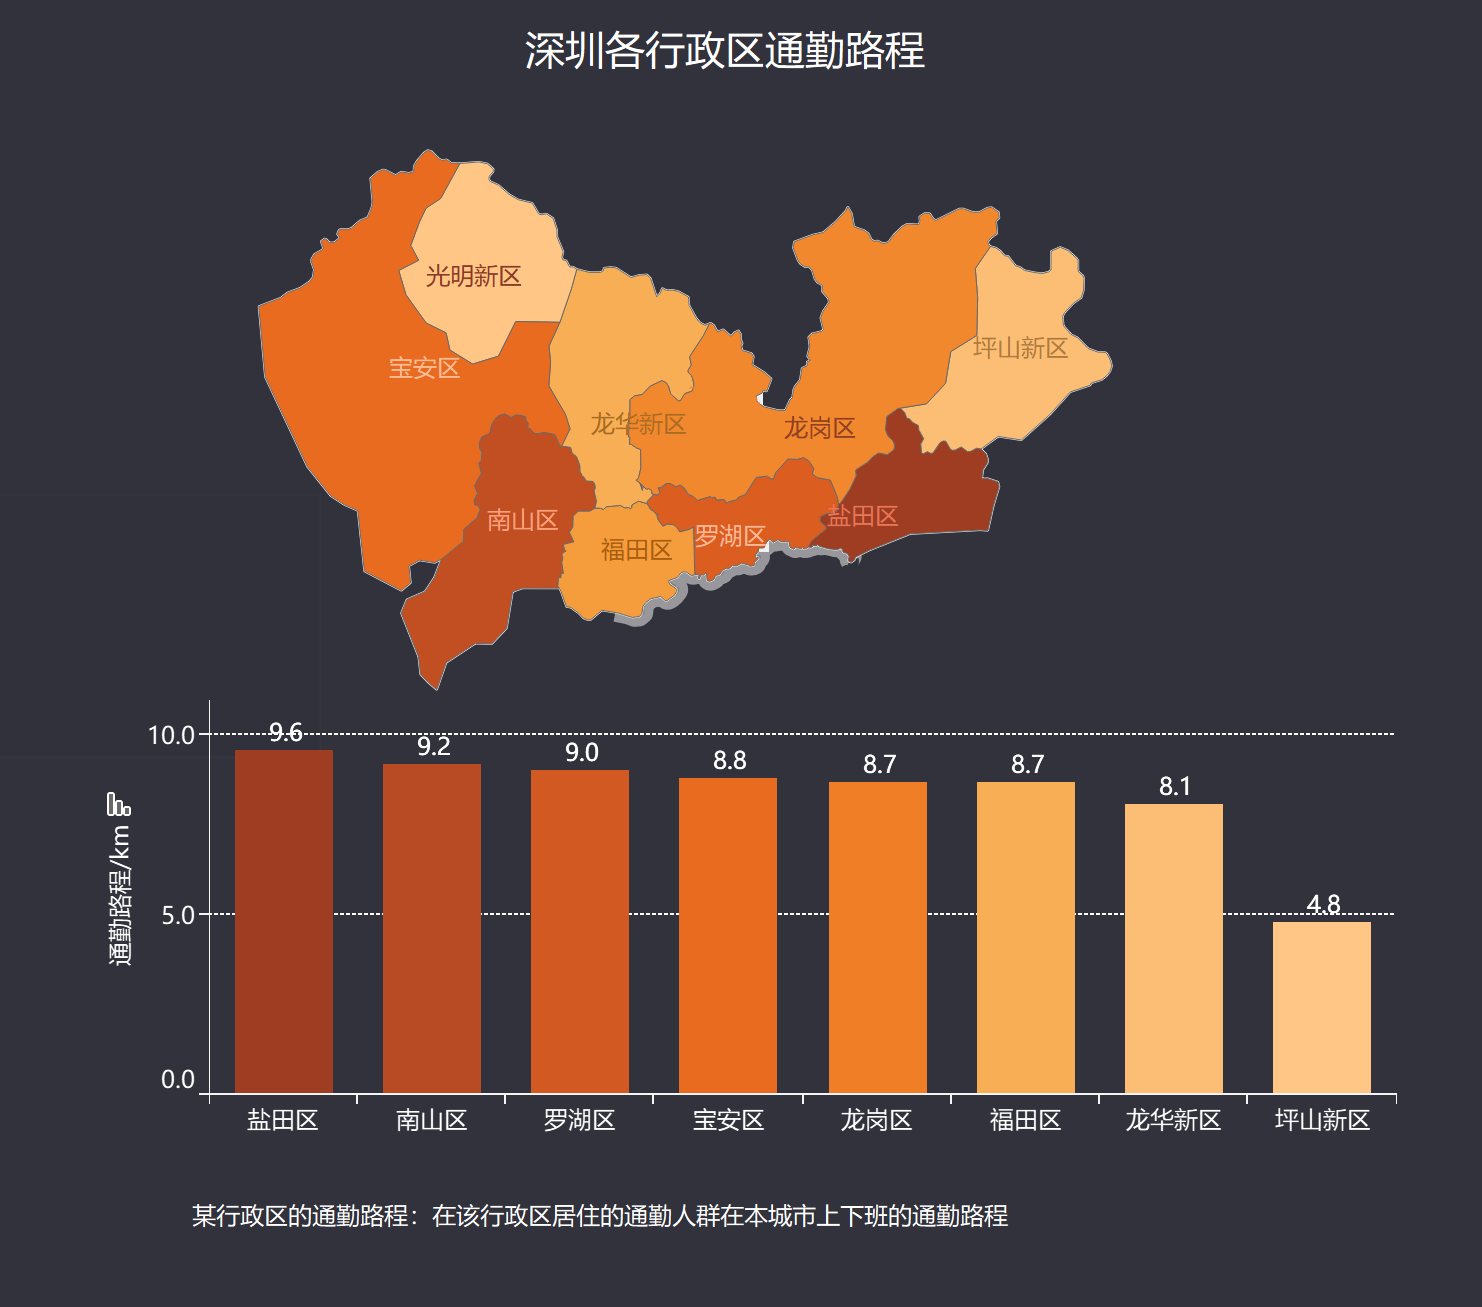 深圳各行政区通勤路程
光明新区
宝安区
坪山新区
龙华新区
龙岗区
南山区
盐田区
罗湖区
福田区
通勤路程/km
10.0
5.0
0.0
9.6
9.2
9.0
8.8
8.7
8.7
8.1
4.8
盐田区
南山区
罗湖区
宝安区
龙岗区
福田区
龙华新区
坪山新区
某行政区的通勤路程：在该行政区居住的通勤人群在本城市上下班的通勤路程